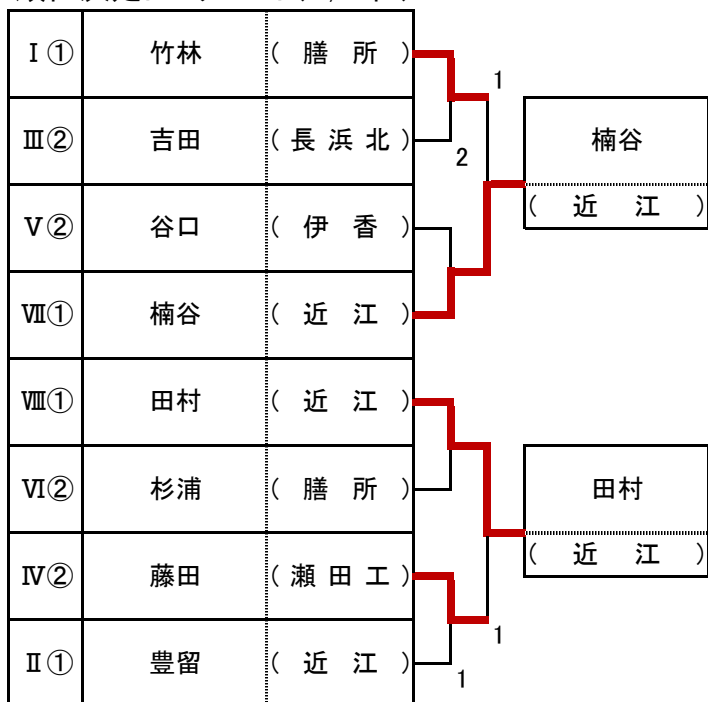 Ⅰ① 竹林 (膳所)
1
Ⅲ② 吉田 (長浜北)
2
楠谷
(近江)
Ⅴ② 谷口 (伊香)
Ⅶ① 楠谷 (近江)
Ⅷ① 田村 (近江)
Ⅵ② 杉浦 (膳所)
田村
(近江)
Ⅳ② 藤田 (瀬田工)
1
Ⅱ① 豊留 (近江)
1